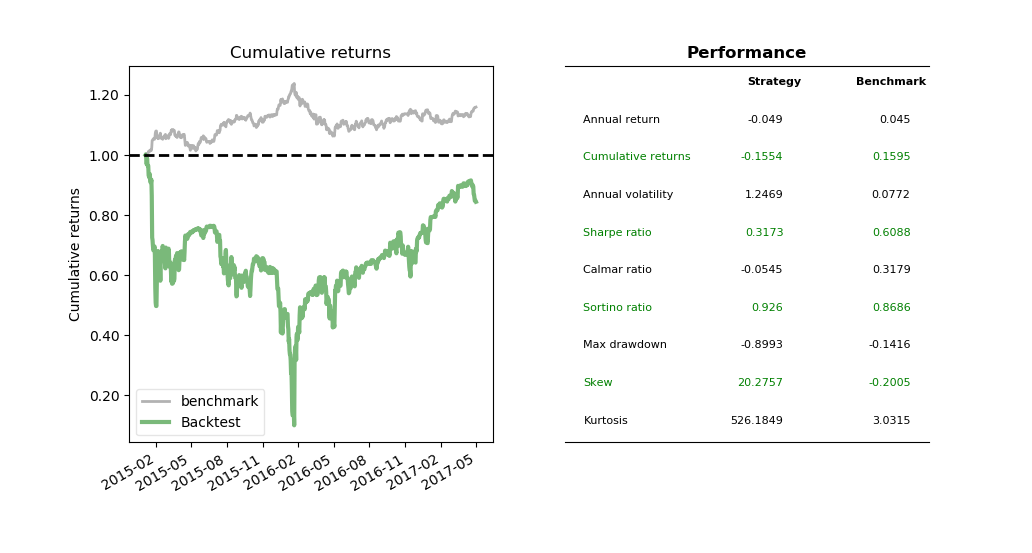 Cumulative returns
Cumulative returns
1.20
1.00
0.80
0.60
0.40
0.20
benchmark
Backtest
2015-02
2015-05
2015-08
2015-11
2016-02
2016-05
2016-08
2016-11
2017-02
2017-05
Performance
Strategy Benchmark
Annual return -0.049 0.045
Cumulative returns -0.1554 0.1595
Annual volatility 1.2469 0.0772
Sharpe ratio 0.3173 0.6088
Calmar ratio -0.0545 0.3179
Sortino ratio 0.926 0.8686
Max drawdown -0.8993 -0.1416
Skew 20.2757 -0.2005
Kurtosis 526.1849 3.0315